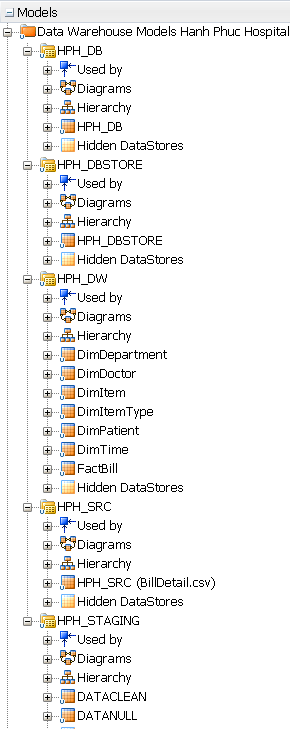 Models
Data Warehouse Models Hanh Phuc Hospital
HPH_DB
Used by
Diagrams
Hierarchy
HPH_DB
Hidden DataStores
HPH_DBSTORE
Used by
Diagrams
Hierarchy
HPH_DBSTORE
Hidden DataStores
HPH_DW
Used by
Diagrams
Hierarchy
DimDepartment
DimDoctor
DimItem
DimItemType
DimPatient
DimTime
FactBill
Hidden DataStores
HPH_SRC
Used by
Diagrams
Hierarchy
HPH_SRC (BillDetail.csv)
Hidden DataStores
HPH_STAGING
Used by
Diagrams
Hierarchy
DATACLEAN
DATANULL